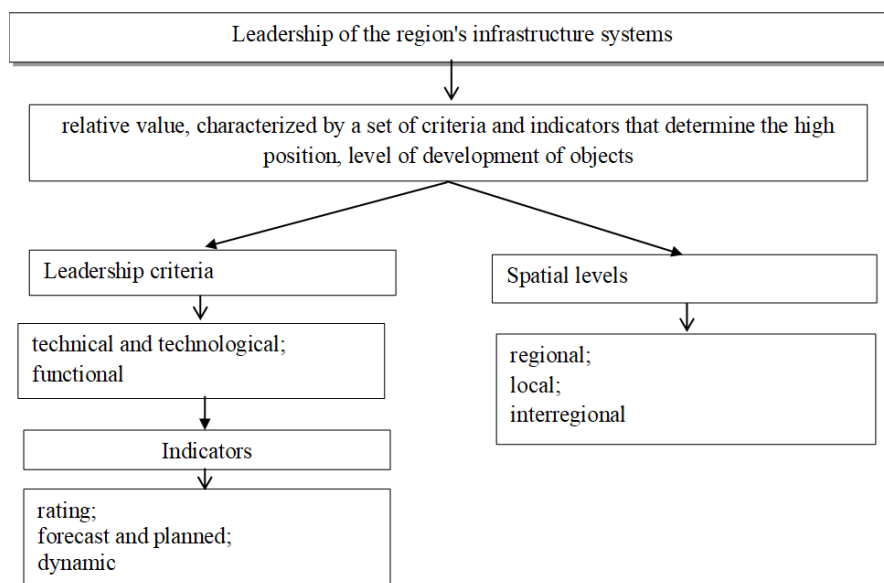 Leadership of the region's infrastructure systems
relative value, characterized by a set of criteria and indicators that determine the high
position, level of development of objects
Leadership criteria
Spatial levels
technical and technological;
functional
regional;
local;
interregional
Indicators
rating;
forecast and planned;
dynamic